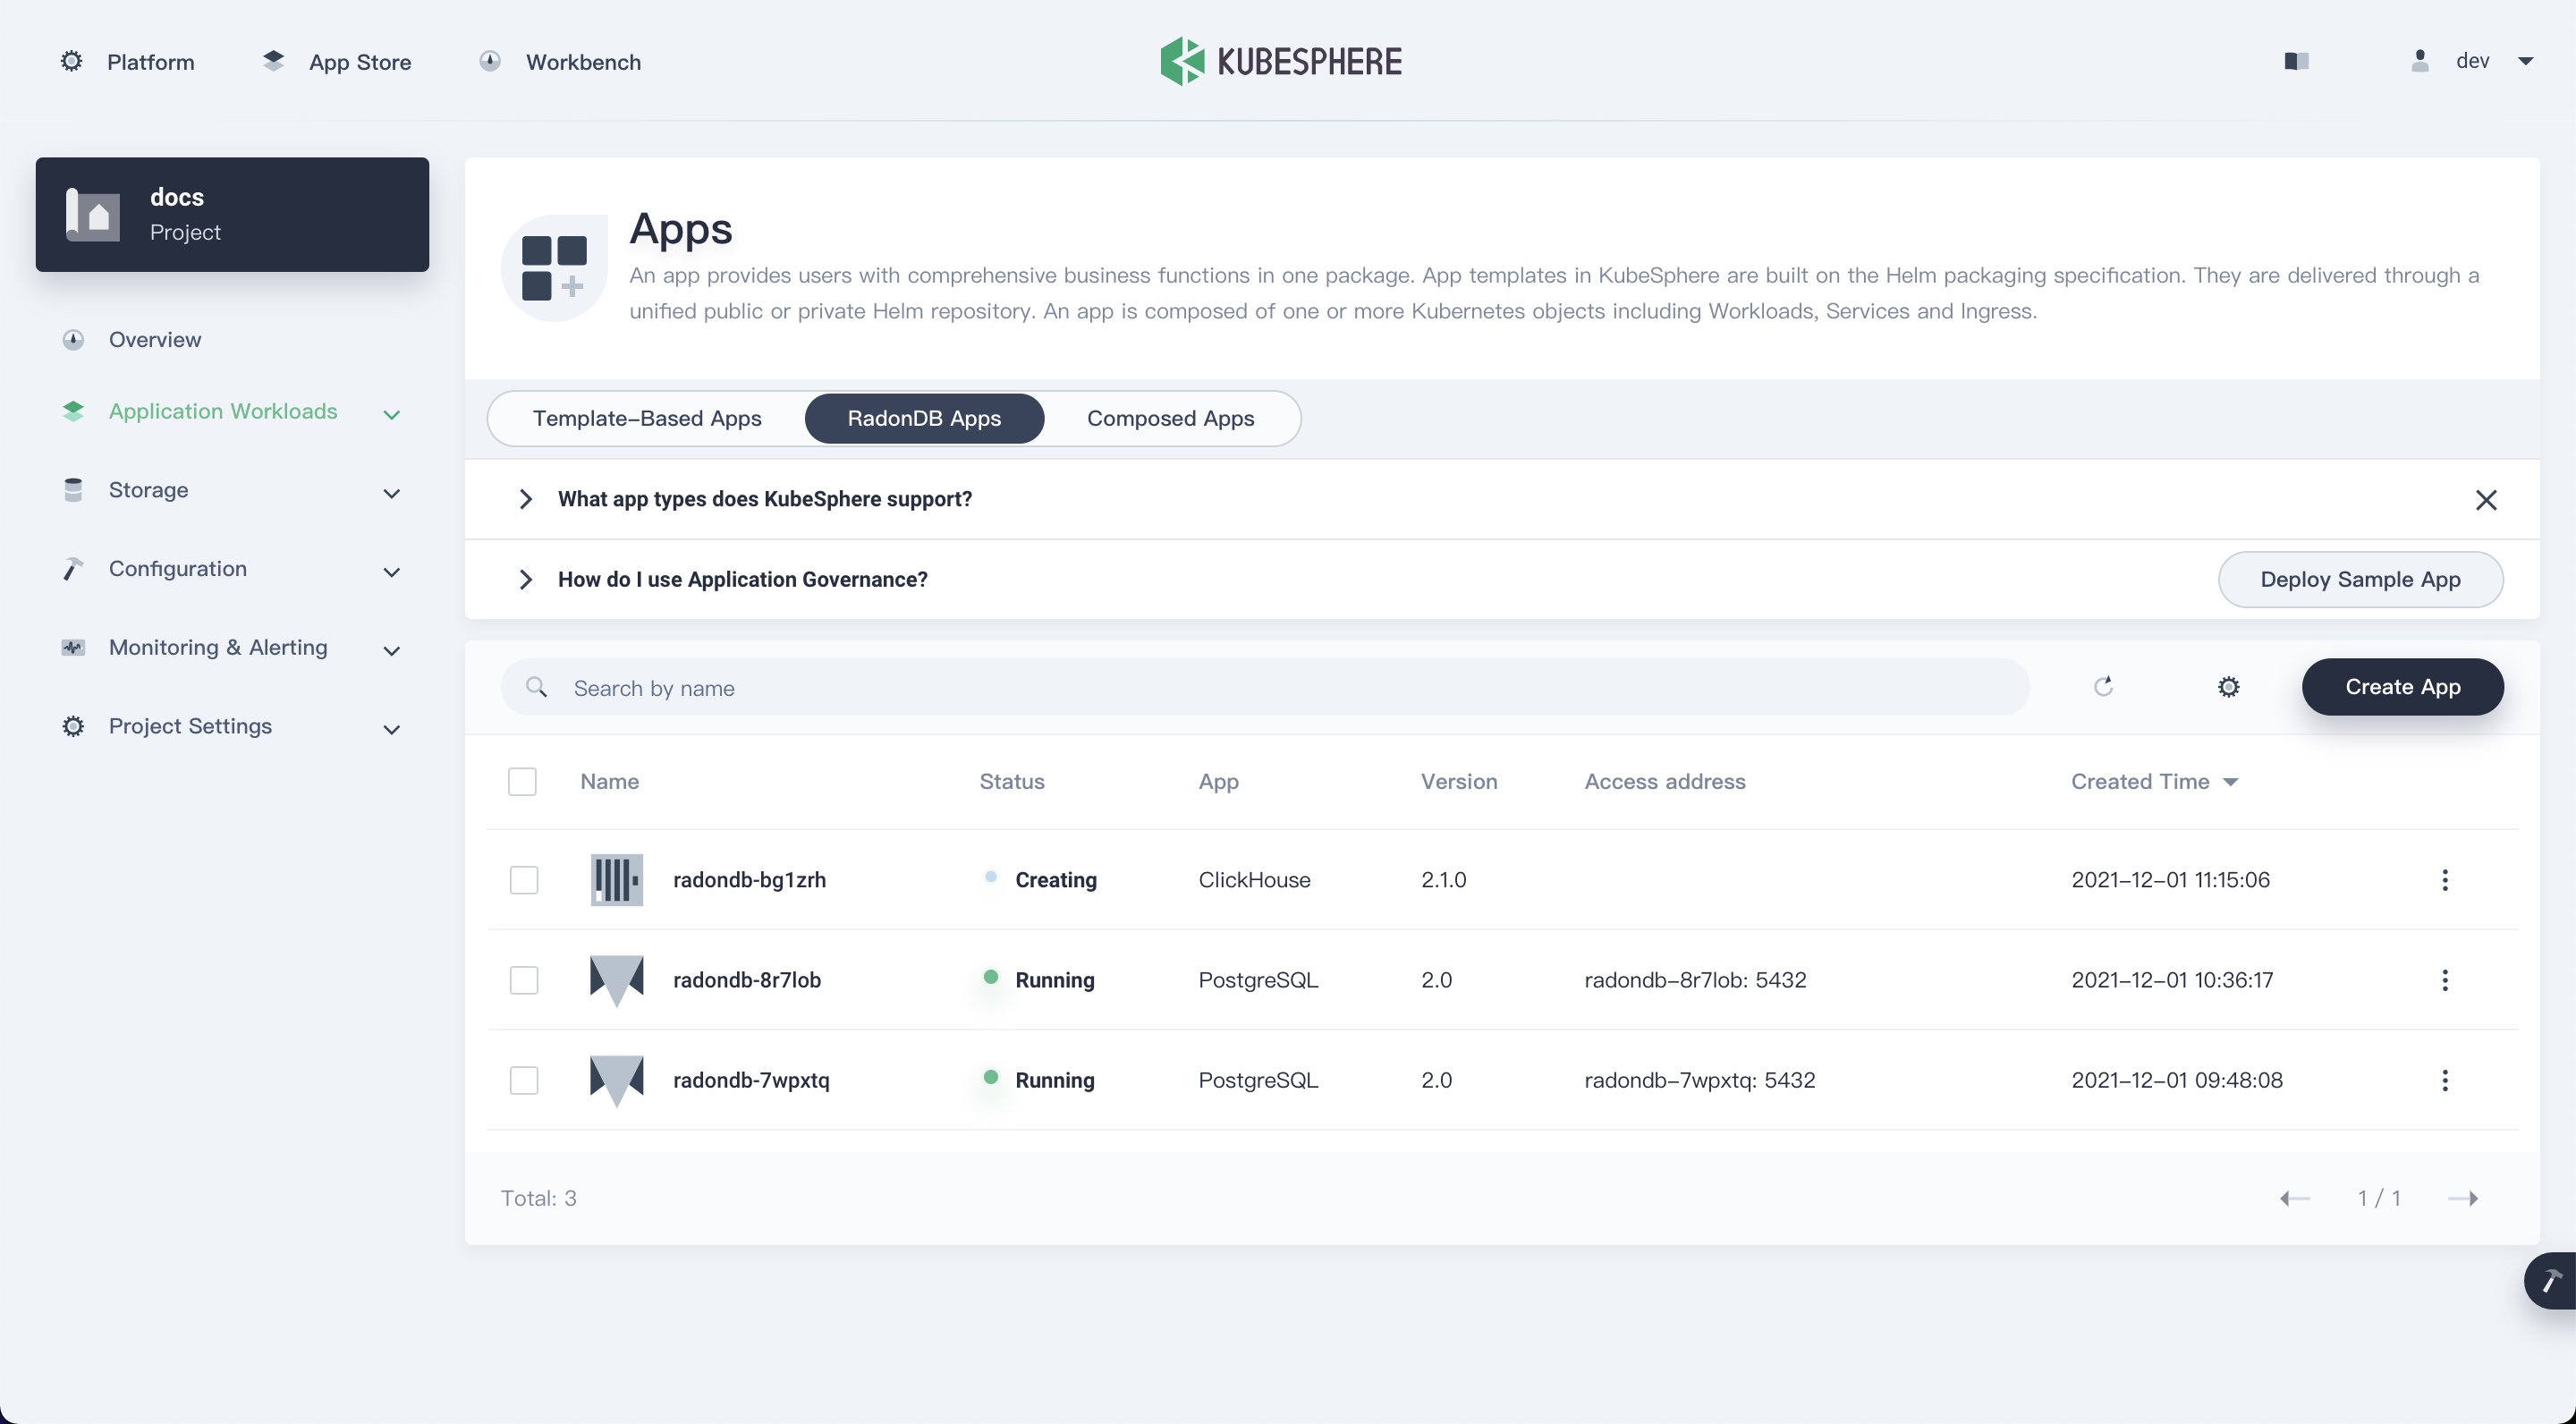 Platform
App Store
Workbench
KUBESPHERE
dev
docs
Project
Overview
Application Workloads
Storage
Configuration
Monitoring & Alerting
Project Settings
Apps
An app provides users with comprehensive business functions in one package. App templates in KubeSphere are built on the Helm packaging specification. They are delivered through a
unified public or private Helm repository. An app is composed of one or more Kubernetes objects including Workloads, Services and Ingress.
Template-Based Apps
RadonDB Apps
Composed Apps
What app types does KubeSphere support?
How do I use Application Governance?
Deploy Sample App
Search by name
Create App
Name Status App Version Access address Created Time
radondb-bg1zrh Creating ClickHouse 2.1.0 2021-12-01 11:15:06
radondb-8r7lob Running PostgreSQL 2.0 radondb-8r7lob: 5432 2021-12-01 10:36:17
radondb-7wpxtq Running PostgreSQL 2.0 radondb-7wpxtq: 5432 2021-12-01 09:48:08
Total: 3
1 / 1